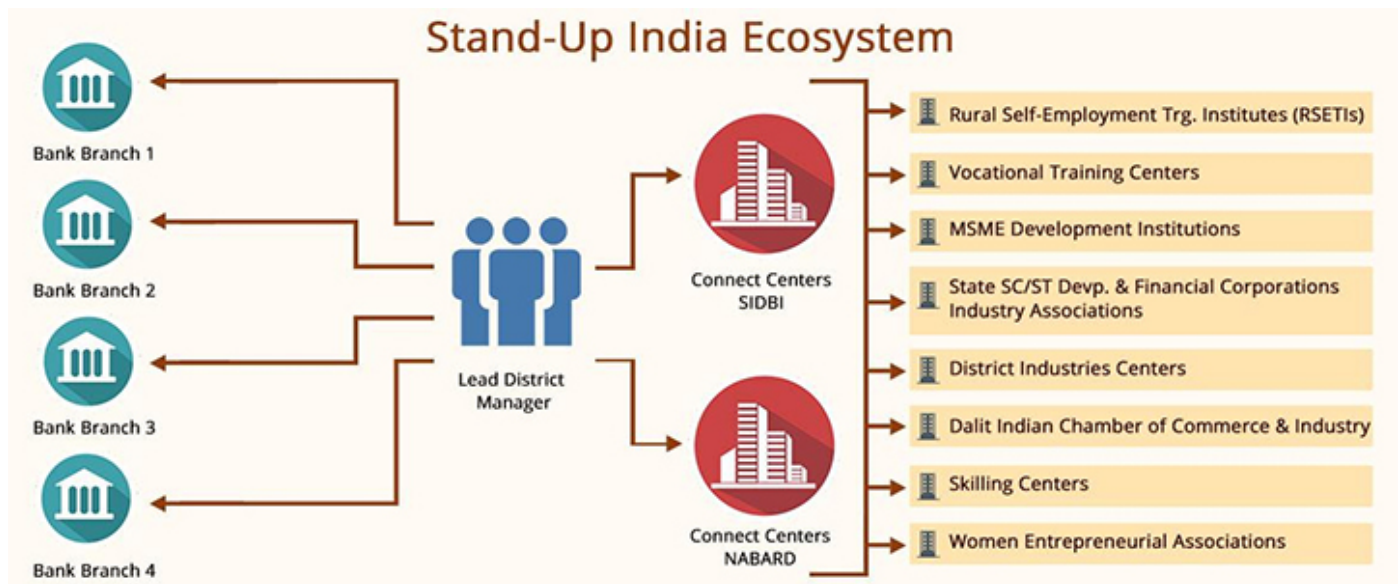 Stand-Up India Ecosystem
Bank Branch 1
Bank Branch 2
Bank Branch 3
Bank Branch 4
Lead District
Manager
Connect Centers
SIDBI
Connect Centers
NABARD
Rural Self-Employment Trg. Institutes (RSETIs)
Vocational Training Centers
MSME Development Institutions
State SC/ST Devp. & Financial Corporations
Industry Associations
District Industries Centers
Dalit Indian Chamber of Commerce & Industry
Skilling Centers
Women Entrepreneurial Associations